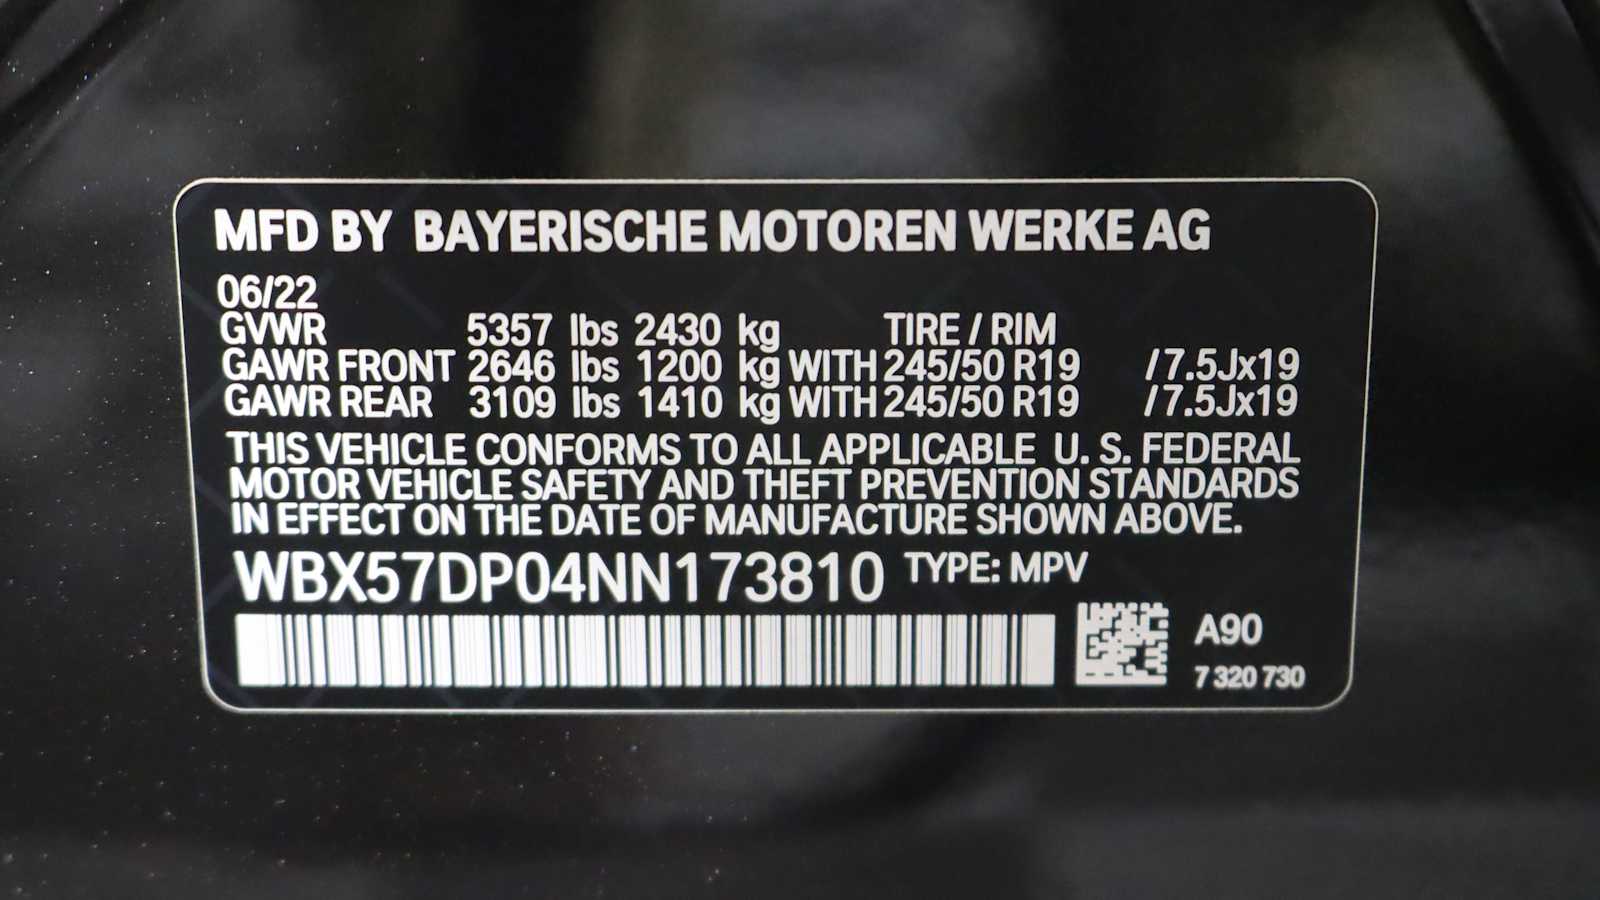 MFD BY BAYERISCHE MOTOREN WERKE AG
06/22
GVWR 5357 lbs 2430 kg TIRE / RIM
GAWR FRONT 2646 lbs 1200 kg WITH 245/50 R19 /7.5Jx19
GAWR REAR 3109 lbs 1410 kg WITH 245/50 R19 /7.5Jx19
THIS VEHICLE CONFORMS TO ALL APPLICABLE U. S. FEDERAL
MOTOR VEHICLE SAFETY AND THEFT PREVENTION STANDARDS
IN EFFECT ON THE DATE OF MANUFACTURE SHOWN ABOVE.
WBX57DP04NN173810 TYPE: MPV
A90
7 320 730